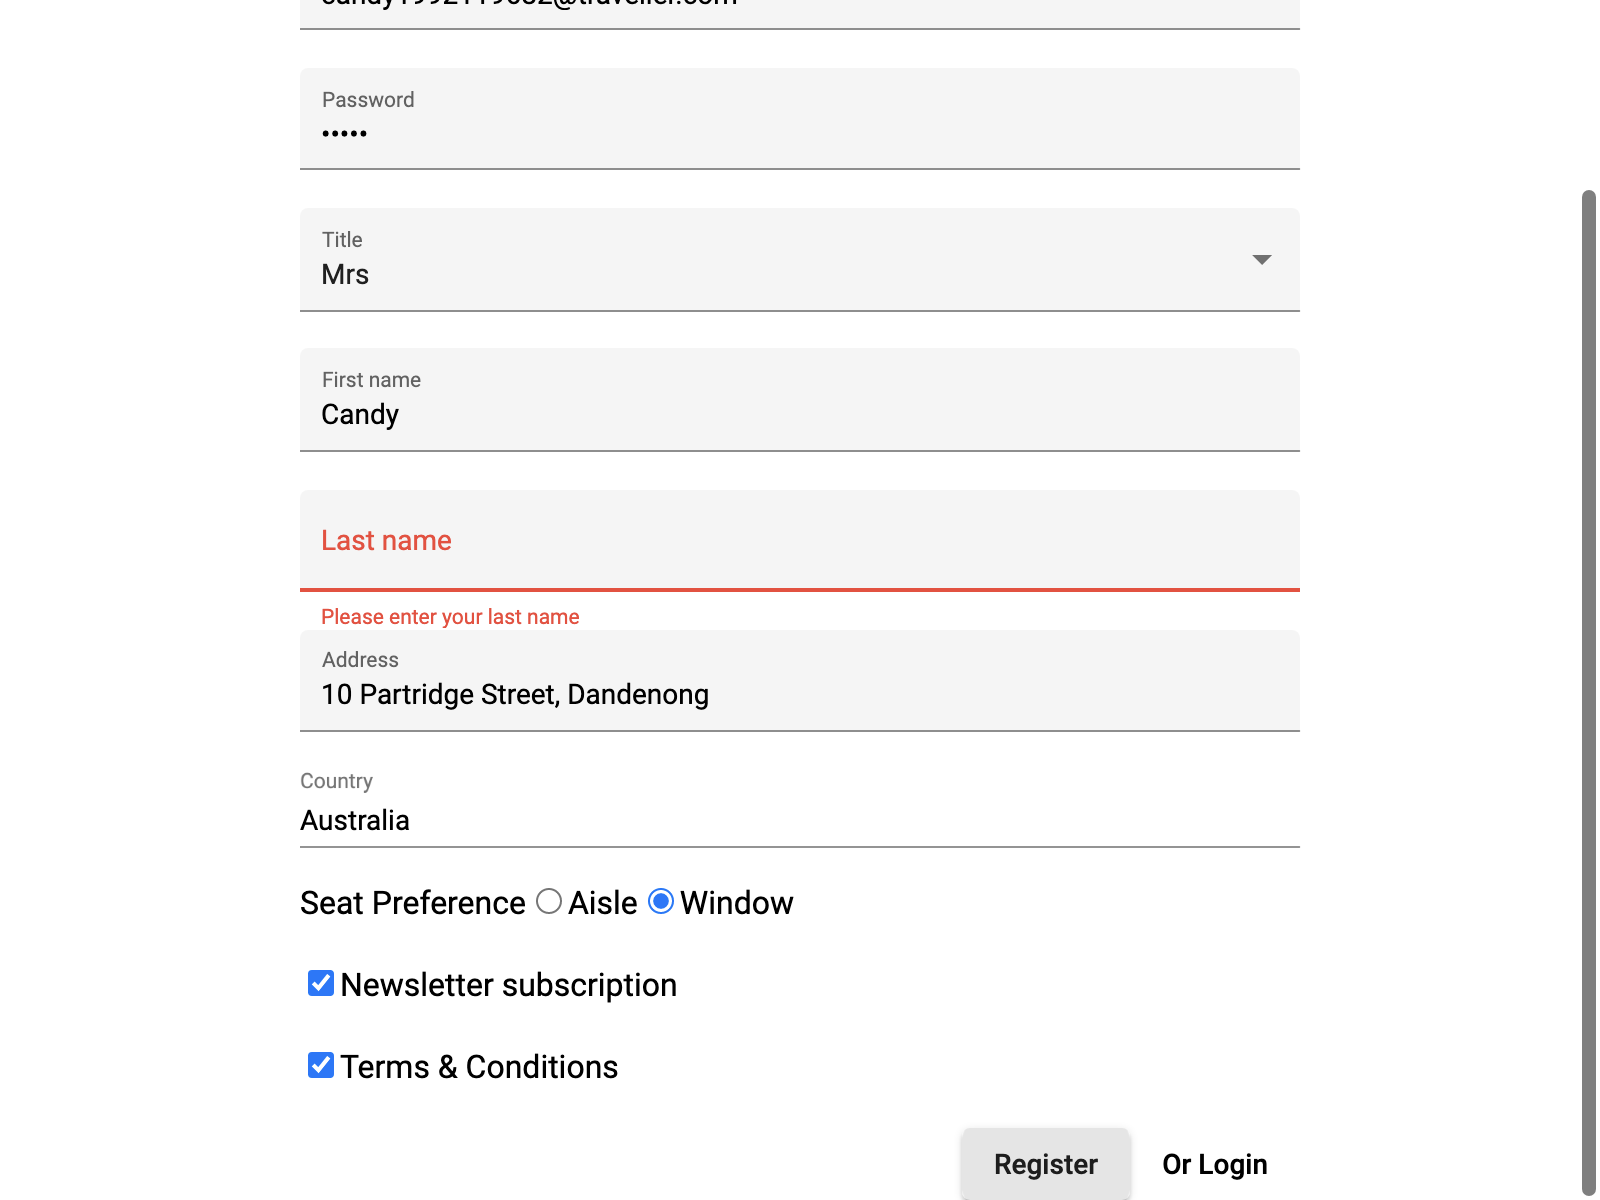 Password
•••••
Title
Mrs
First name
Candy
Last name
Please enter your last name
Address
10 Partridge Street, Dandenong
Country
Australia
Seat Preference Aisle Window
Newsletter subscription
Terms & Conditions
Register Or Login